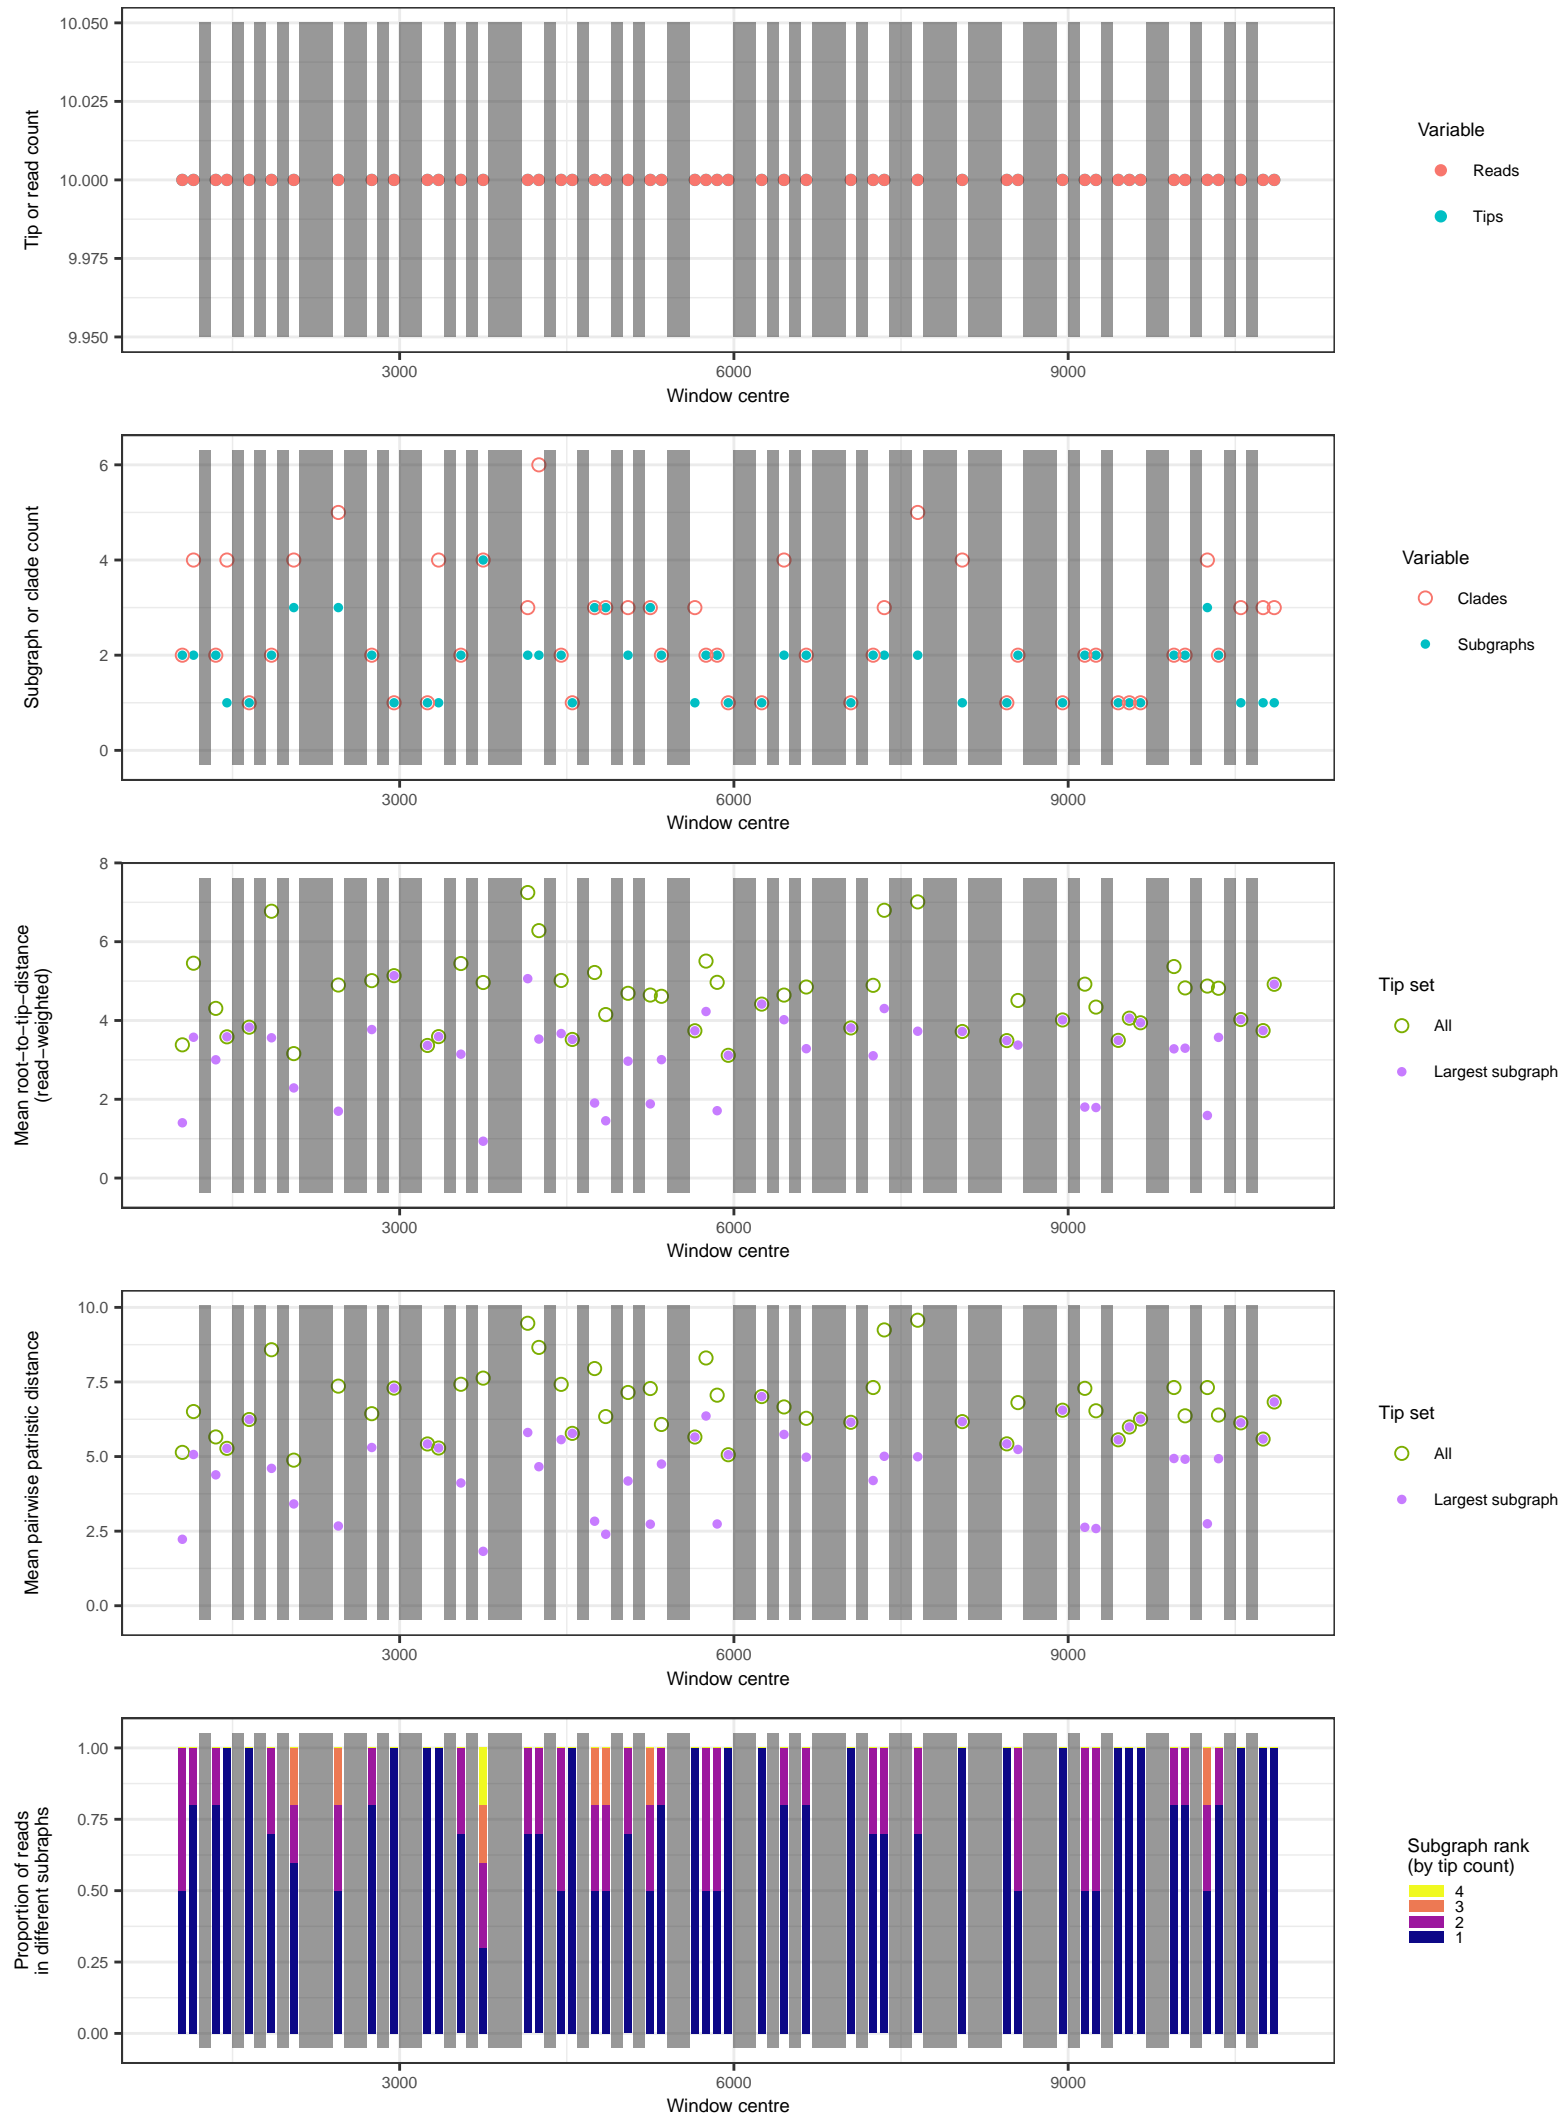 10.050
10.025
10.000
9.975
9.950
Tip or read count
3000
6000
9000
Window centre
Variable
Reads
Tips
6
4
2
0
Subgraph or clade count
3000
6000
9000
Window centre
Variable
Clades
Subgraphs
8
6
4
2
0
Mean root−to−tip−distance
(read−weighted)
3000
6000
9000
Window centre
Tip set
All
Largest subgraph
10.0
7.5
5.0
2.5
0.0
Mean pairwise patristic distance
3000
6000
9000
Window centre
Tip set
All
Largest subgraph
1.00
0.75
0.50
0.25
0.00
Proportion of reads
in different subraphs
3000
6000
9000
Window centre
Subgraph rank
(by tip count)
4
3
2
1